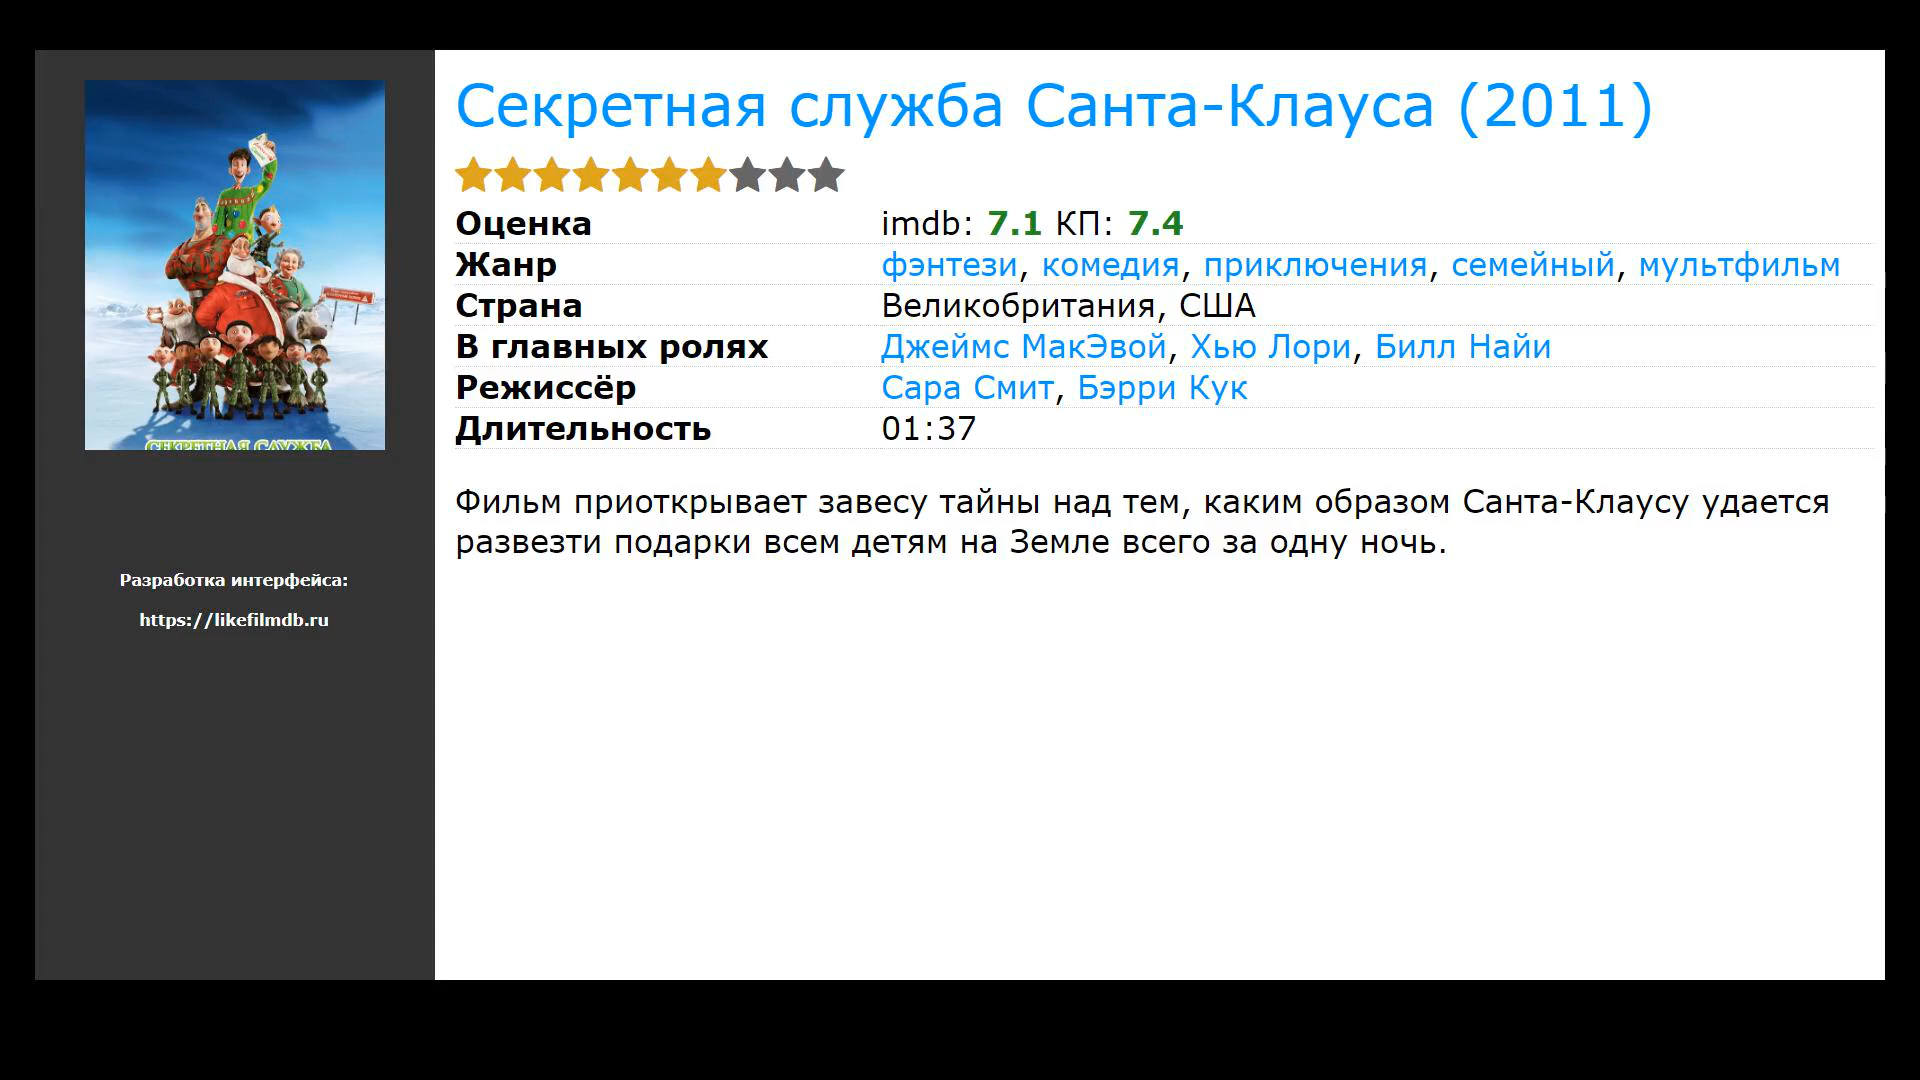 Секретная служба Санта-Клауса (2011)
Оценка imdb: 7.1 КП: 7.4
Жанр фэнтези, комедия, приключения, семейный, мультфильм
Страна Великобритания, США
В главных ролях Джеймс МакЭвой, Хью Лори, Билл Найи
Режиссёр Сара Смит, Бэрри Кук
Длительность 01:37
Фильм приоткрывает завесу тайны над тем, каким образом Санта-Клаусу удается
развезти подарки всем детям на Земле всего за одну ночь.
СЕКРЕТНАЯ СЛУЖБА
Разработка интерфейса:
https://likefilmdb.ru